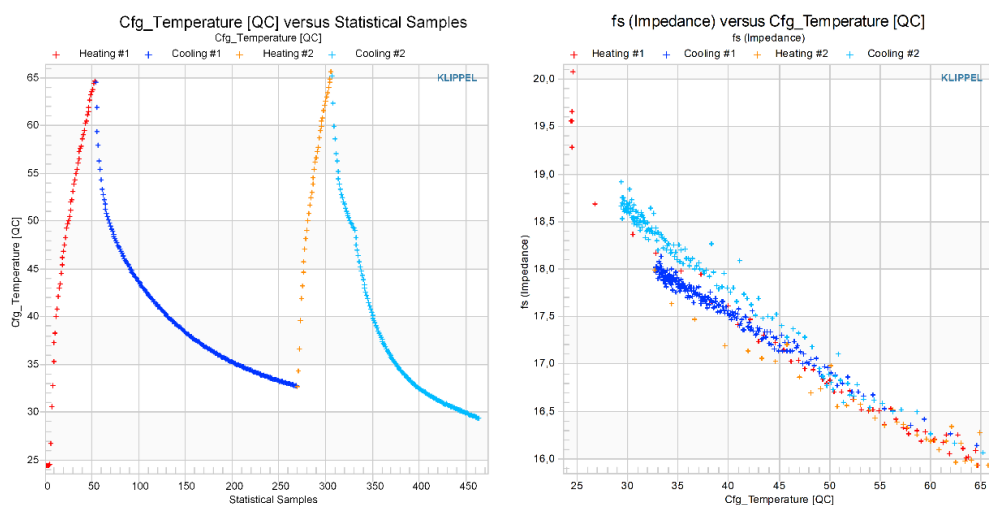 Cfg_Temperature [QC] versus Statistical Samples
Cfg_Temperature [QC]
+ Heating #1 + Cooling #1 + Heating #2 + Cooling #2
KLIPPEL
Cfg_Temperature [QC]
65
60
55
50
45
40
35
30
25
0 50 100 150 200 250 300 350 400 450
Statistical Samples
fs (Impedance) versus Cfg_Temperature [QC]
fs (Impedance)
+ Heating #1 + Cooling #1 + Heating #2 + Cooling #2
KLIPPEL
fs (Impedance)
20,0
19,5
19,0
18,5
18,0
17,5
17,0
16,5
16,0
25 30 35 40 45 50 55 60 65
Cfg_Temperature [QC]